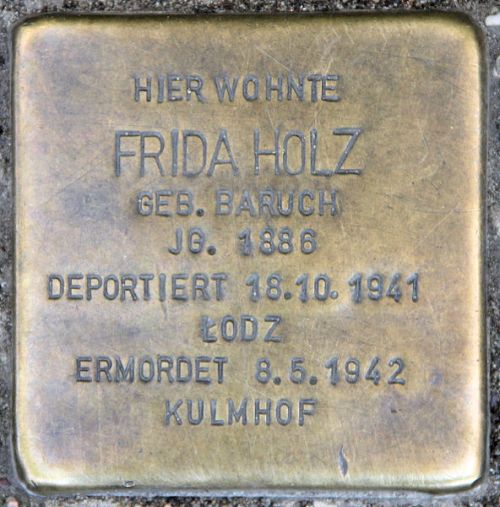 HIER WOHNTE
FRIDA HOLZ
GEB. BARUCH
JG. 1886
DEPORTIERT 18.10.1941
ŁODZ
ERMORDET 8.5.1942
KULMHOF